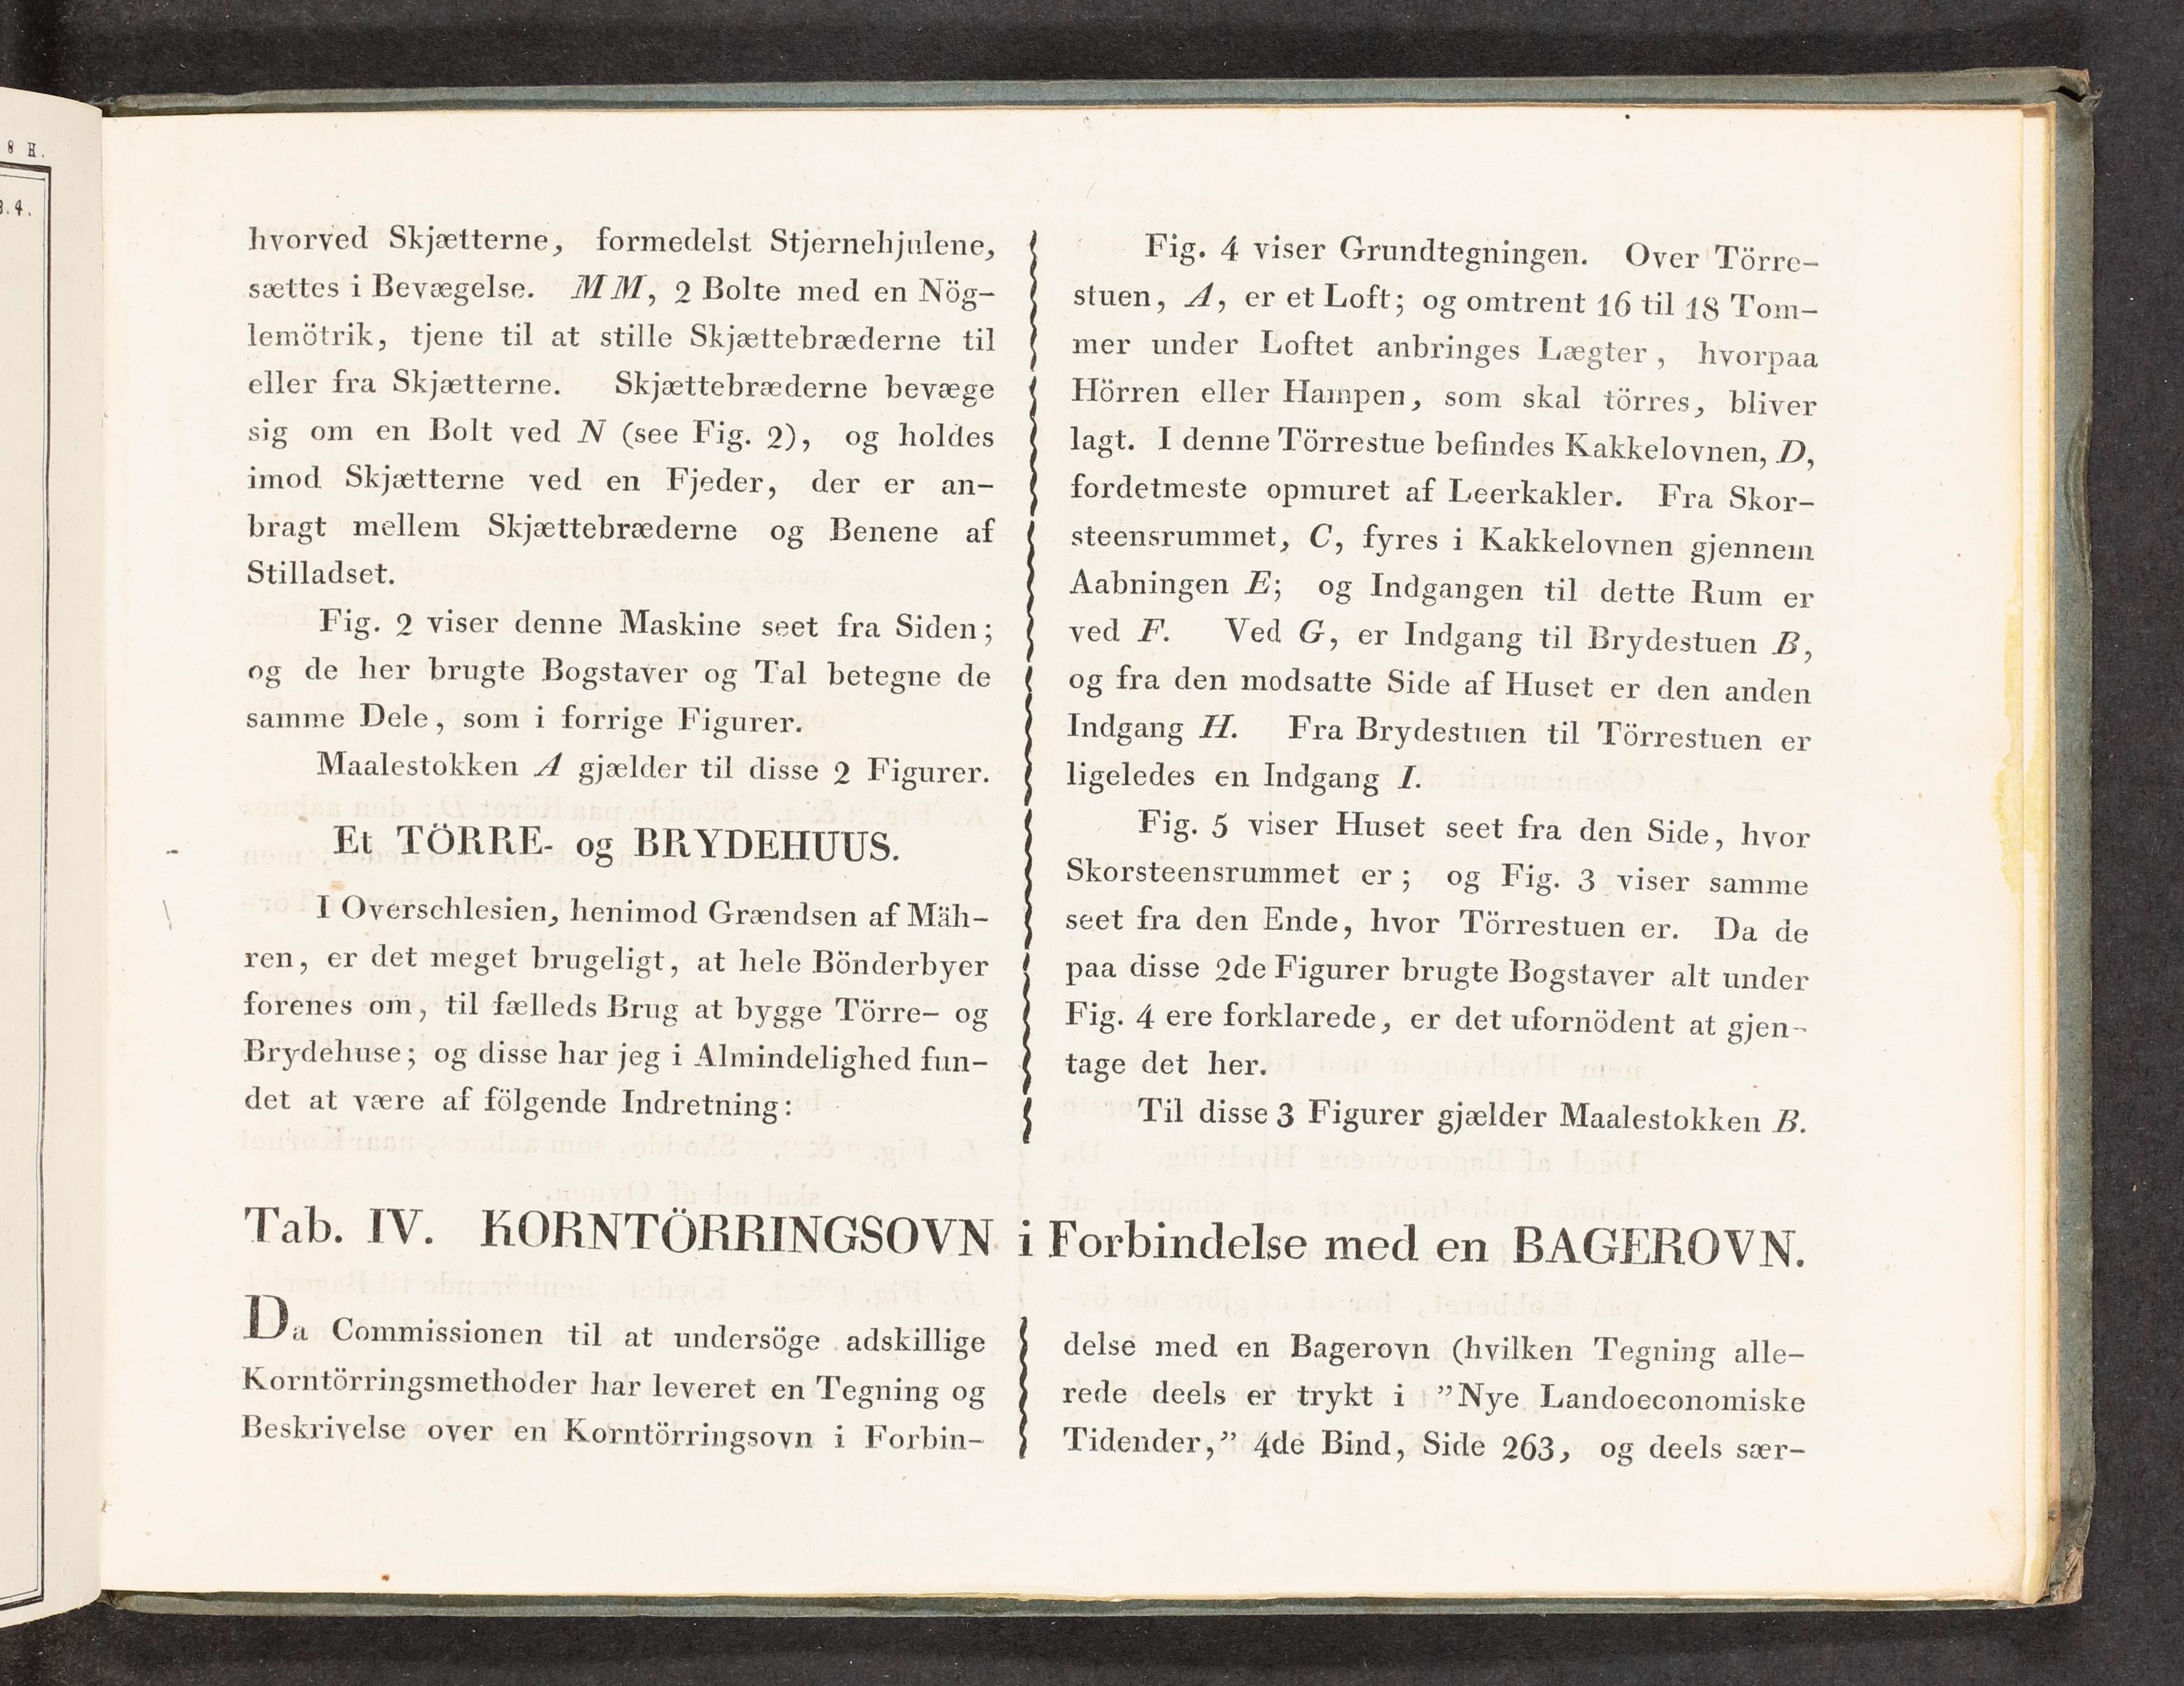 8 H.
3.4.
hvorved Skjætterne, formedelst Stjernehjulene,
sættes i Bevægelse. MM, 2 Bolte med en Nög-
lemötrik, tjene til at stille Skjættebræderne til
eller fra Skjætterne. Skjættebræderne bevæge
sig om en Bolt ved N (see Fig. 2), og holdes
imod Skjætterne ved en Fjeder, der er an-
bragt mellem Skjættebræderne og Benene af
Stilladset.
Fig. 2 viser denne Maskine seet fra Siden;
og de her brugte Bogstaver og Tal betegne de
samme Dele, som i forrige Figurer.
Maalestokken A gjælder til disse 2 Figurer.
Et TÖRRE- og BRYDEHUUS.
I Overschlesien, henimod Grændsen af Mäh-
ren, er det meget brugeligt, at hele Bönderbyer
forenes om, til fælleds Brug at bygge Törre- og
Brydehuse; og disse har jeg i Almindelighed fun-
det at være af fölgende Indretning:
Fig. 4 viser Grundtegningen. Over Törre-
stuen, A, er et Loft; og omtrent 16 til 18 Tom-
mer under Loftet anbringes Lægter, hvorpaa
Hörren eller Hampen, som skal törres, bliver
lagt. I denne Törrestue befindes Kakkelovnen, D,
fordetmeste opmuret af Leerkakler. Fra Skor-
steensrummet, C, fyres i Kakkelovnen gjennem
Aabningen E; og Indgangen til dette Rum er
ved F. Ved G, er Indgang til Brydestuen B,
og fra den modsatte Side af Huset er den anden
Indgang H. Fra Brydestuen til Törrestuen er
ligeledes en Indgang I.
Fig. 5 viser Huset seet fra den Side, hvor
Skorsteensrummet er; og Fig. 3 viser samme
seet fra den Ende, hvor Törrestuen er. Da de
paa disse 2de Figurer brugte Bogstaver alt under
Fig. 4 ere forklarede, er det ufornödent at gjen-
tage det her.
Til disse 3 Figurer gjælder Maalestokken B.
Tab. IV. KORNTÖRRINGSOVN i Forbindelse med en BAGEROVN.
Da Commissionen til at undersöge adskillige
Korntörringsmethoder har leveret en Tegning og
Beskrivelse over en Korntörringsovn i Forbin-
delse med en Bagerovn (hvilken Tegning alle-
rede deels er trykt i "Nye Landoeconomiske
Tidender," 4de Bind, Side 263, og deels sær-